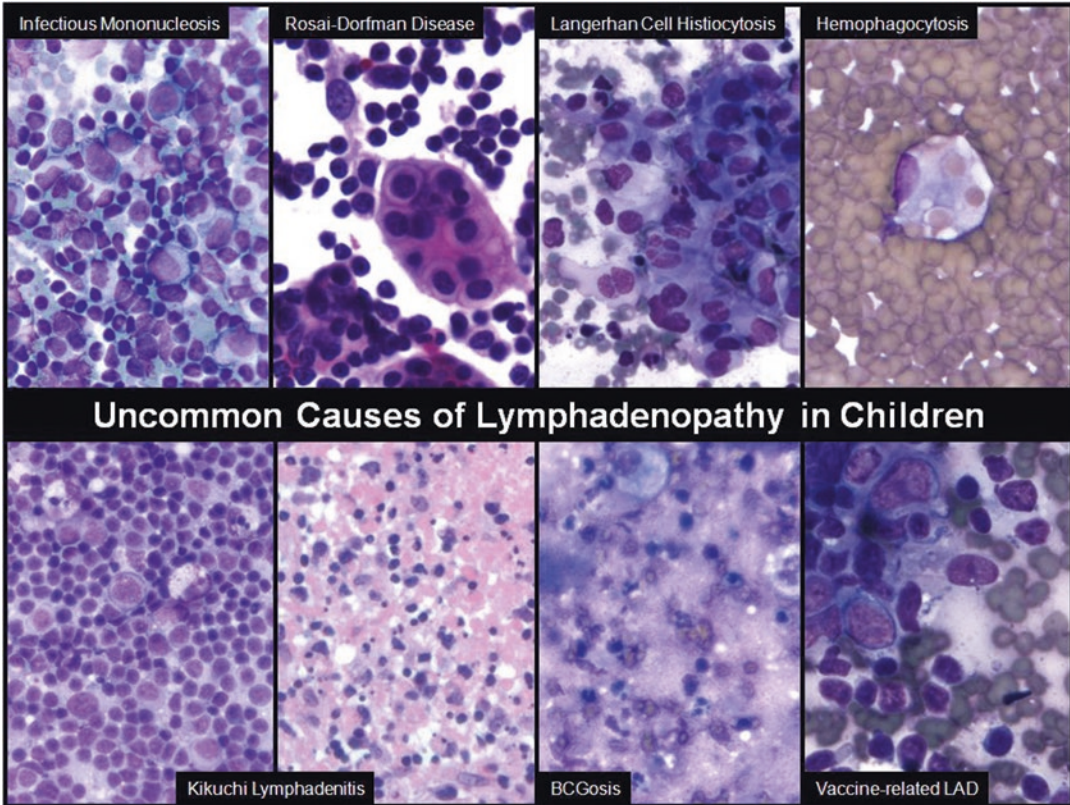 Infectious Mononucleosis
Rosai-Dorfman Disease
Langerhan Cell Histiocytosis
Hemophagocytosis
Uncommon Causes of Lymphadenopathy in Children
Kikuchi Lymphadenitis
BCGosis
Vaccine-related LAD